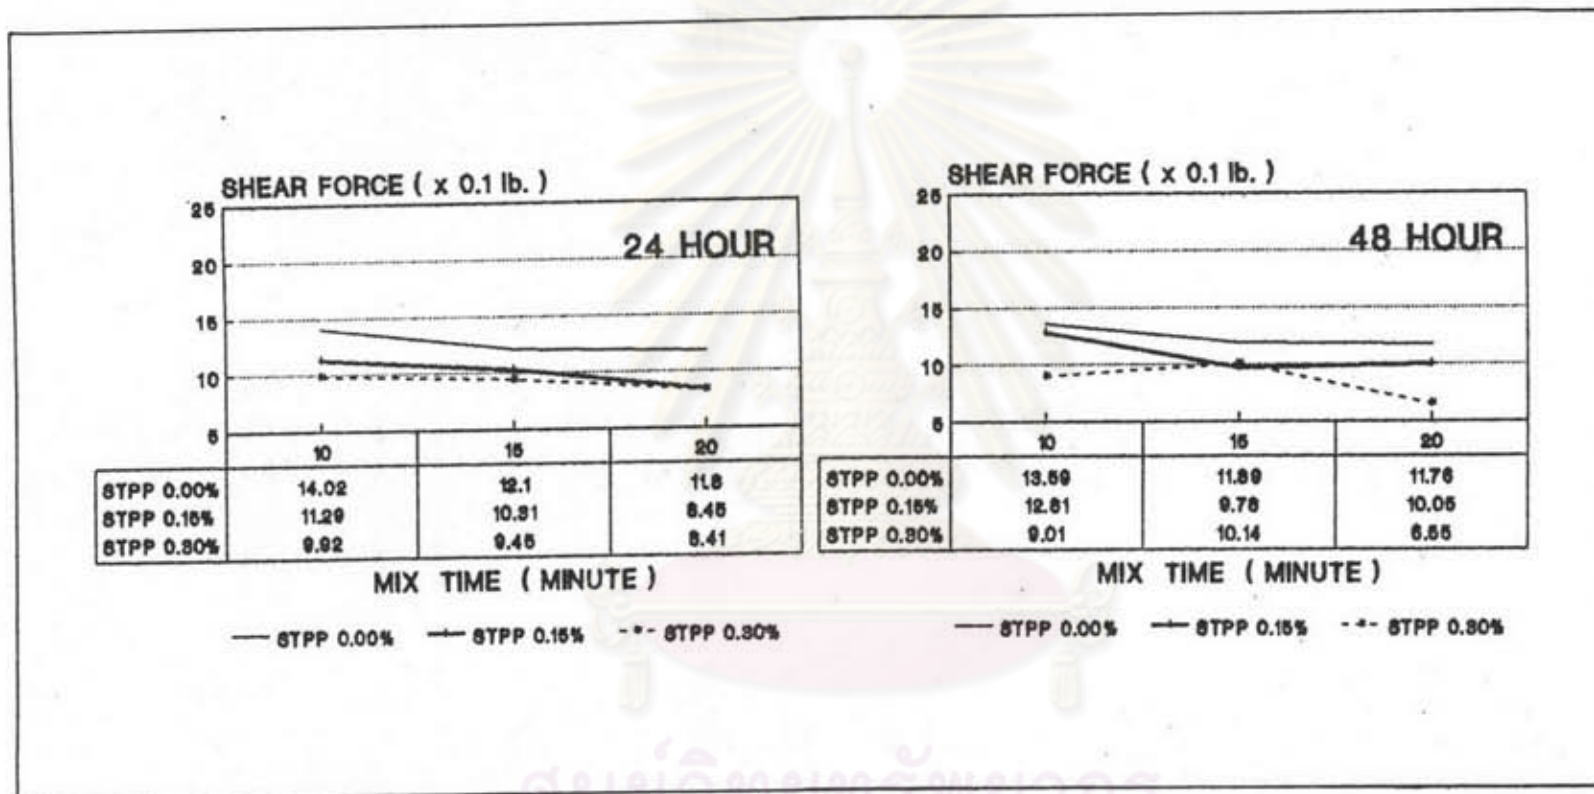 SHEAR FORCE ( x 0.1 lb. )
24 HOUR
25
20
15
10
5
10 15 20
STPP 0.00% 14.02 12.1 11.8
STPP 0.15% 11.29 10.31 8.45
STPP 0.30% 9.92 9.45 8.41
MIX TIME ( MINUTE )
STPP 0.00% STPP 0.15% STPP 0.30%
SHEAR FORCE ( x 0.1 lb. )
48 HOUR
25
20
15
10
5
10 15 20
STPP 0.00% 13.59 11.89 11.76
STPP 0.15% 12.81 9.78 10.05
STPP 0.30% 9.01 10.14 6.55
MIX TIME ( MINUTE )
STPP 0.00% STPP 0.15% STPP 0.30%